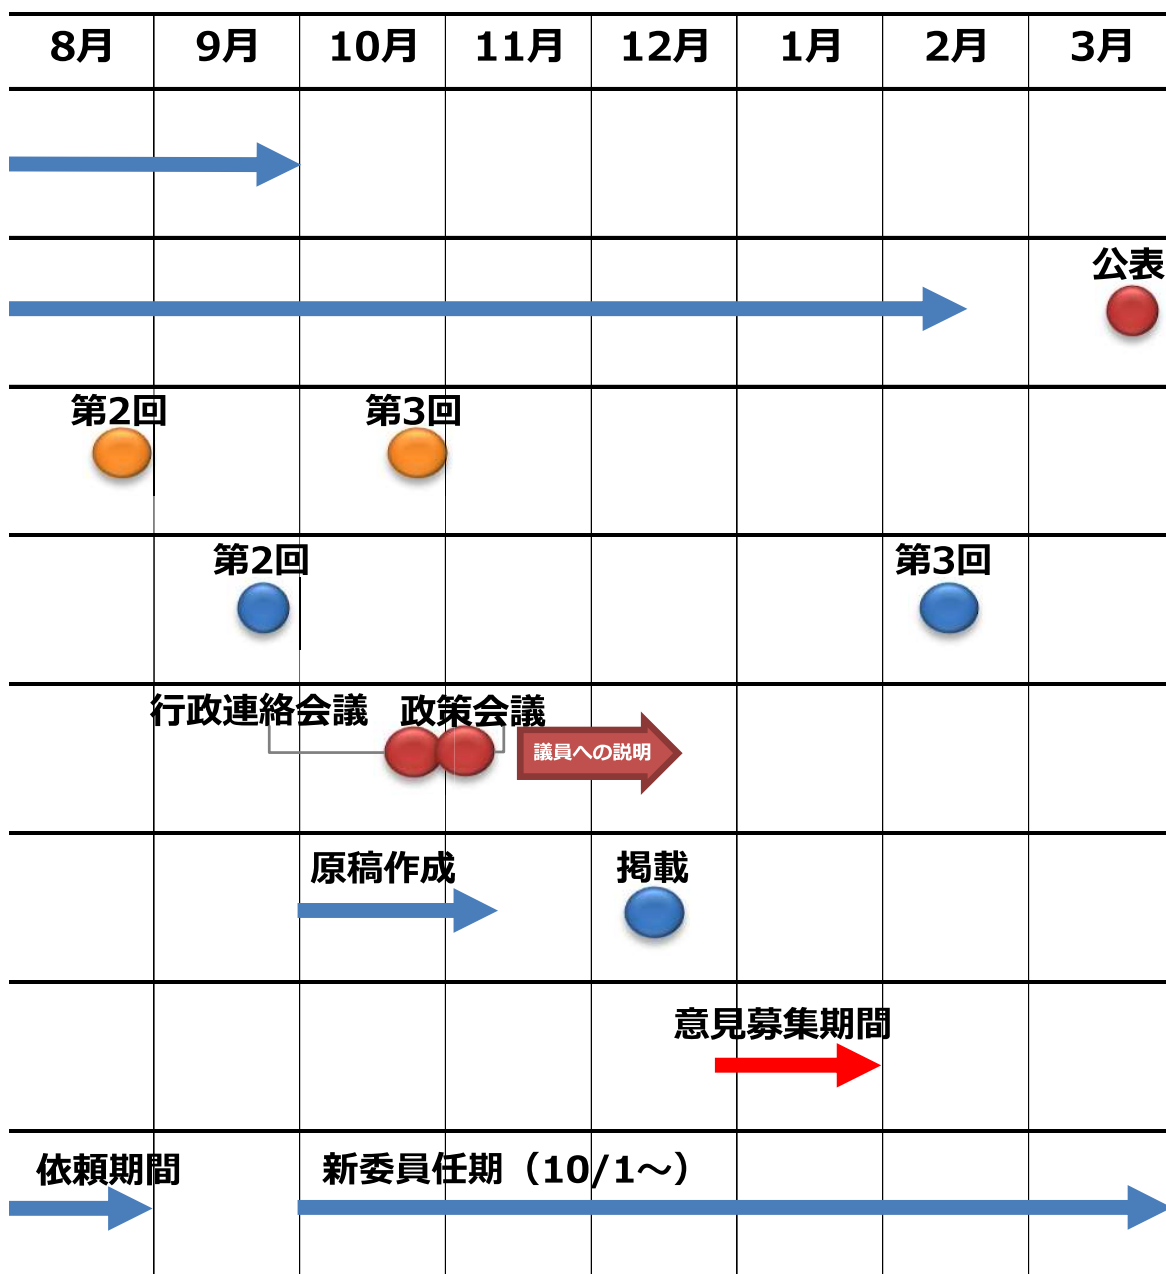 8月 9月 10月 11月 12月 1月 2月 3月
公表
第2回 第3回
第2回 第3回
行政連絡会議 政策会議
議員への説明
原稿作成 掲載
意見募集期間
依頼期間 新委員任期（10/1～）